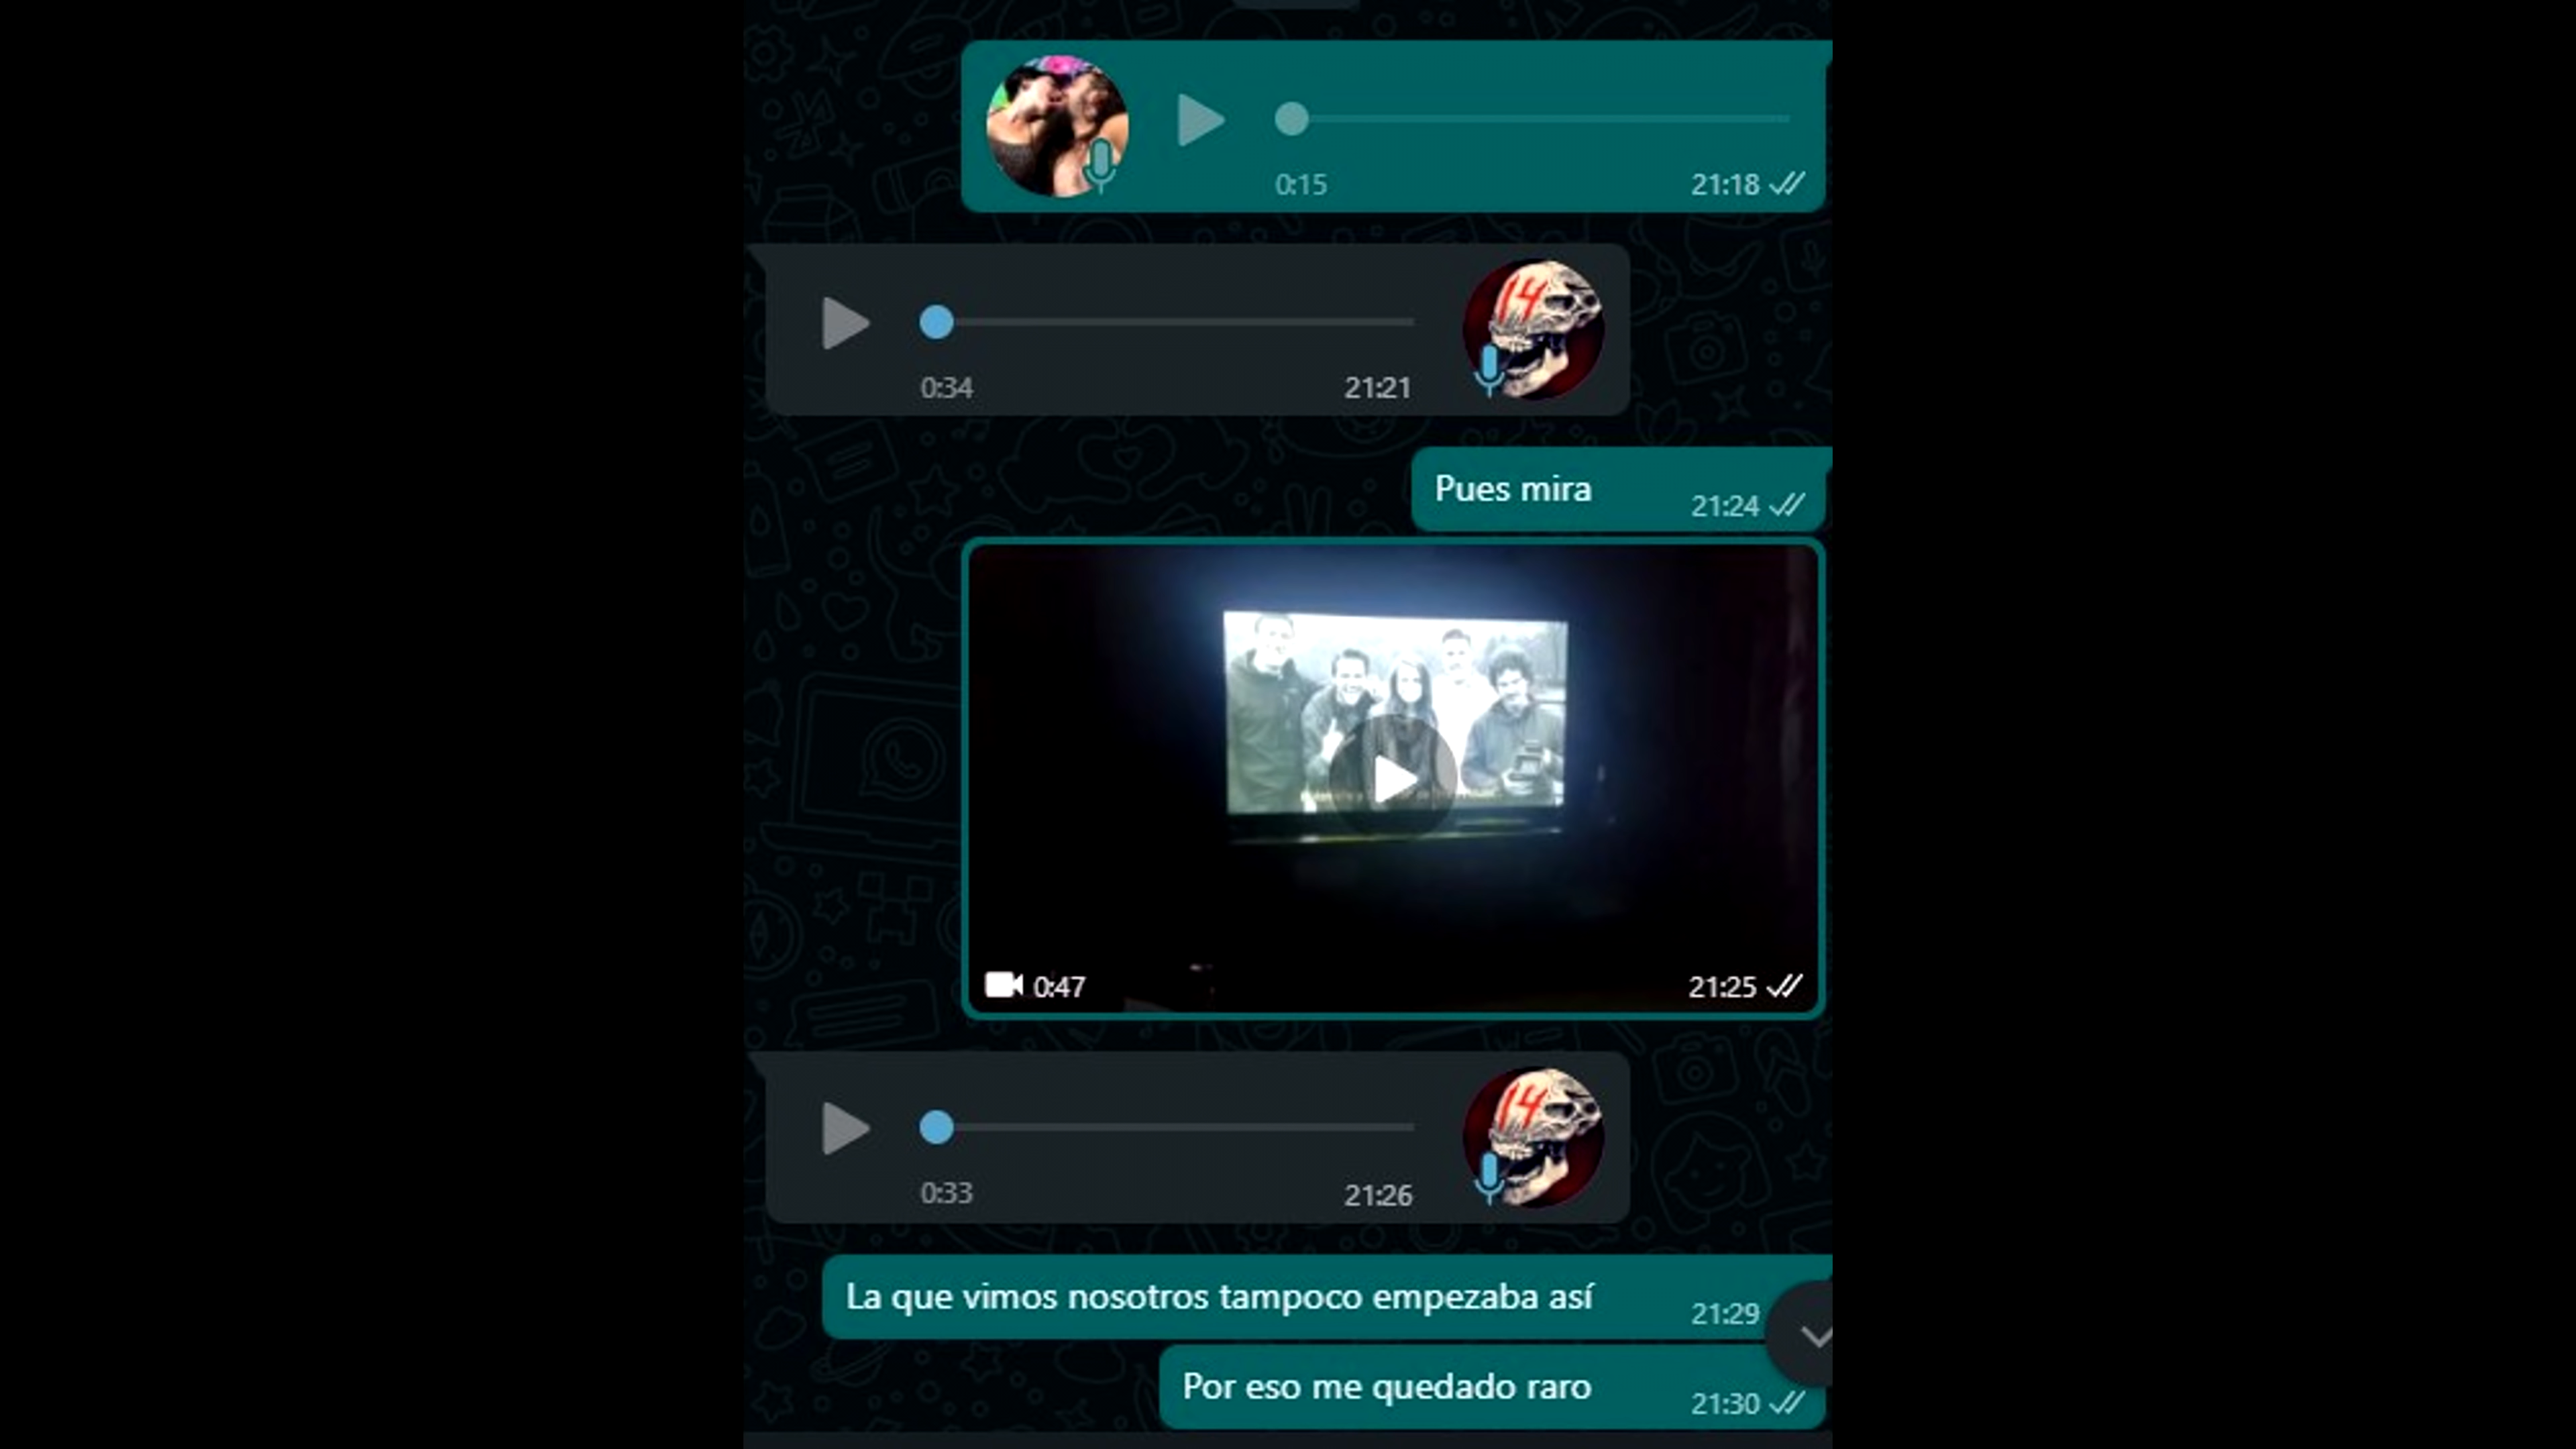 0:15 21:18
14
0:34 21:21
Pues mira 21:24
0:47 21:25
14
0:33 21:26
La que vimos nosotros tampoco empezaba así 21:29
Por eso me quedado raro 21:30